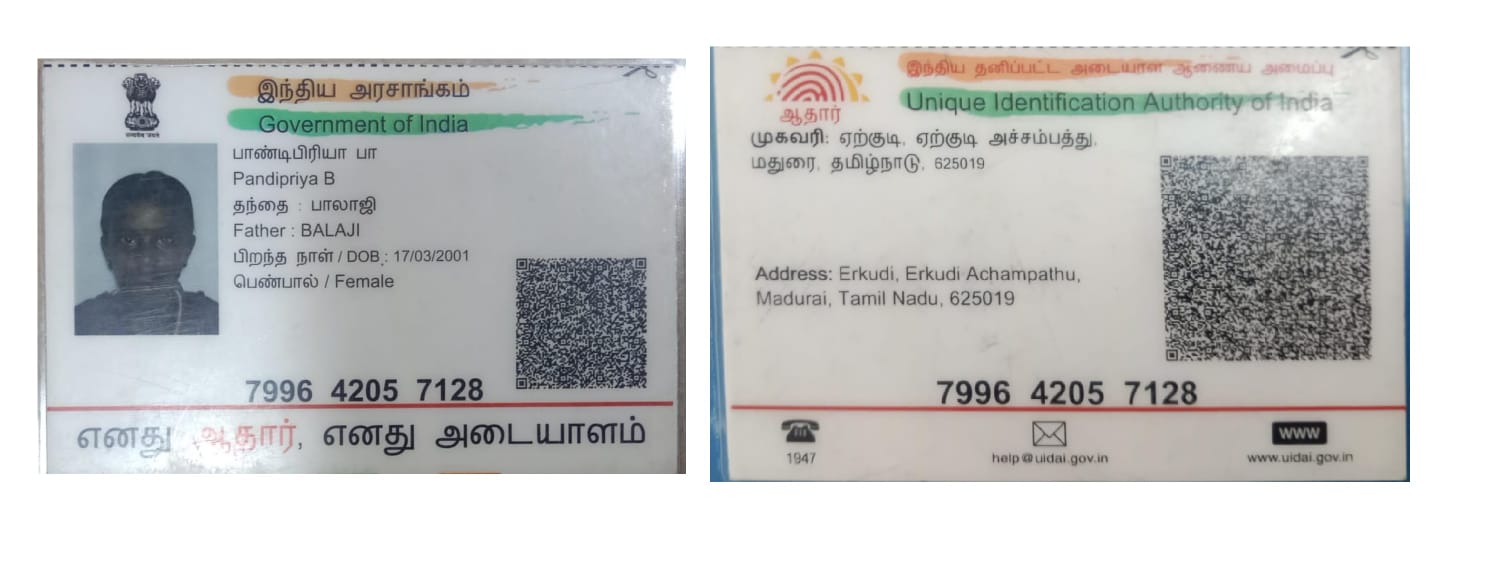 இந்திய அரசாங்கம்
Government of India
பாண்டிபிரியா பா
Pandipriya B
தந்தை : பாலாஜி
Father : BALAJI
பிறந்த நாள் / DOB : 17/03/2001
பெண்பால் / Female
7996 4205 7128
எனது ஆதார், எனது அடையாளம்
ஆதார்
இந்திய தனிப்பட்ட அடையாள ஆணைய அமைப்பு
Unique Identification Authority of India
முகவரி: ஏற்குடி, ஏற்குடி அச்சம்பத்து,
மதுரை, தமிழ்நாடு, 625019
Address: Erkudi, Erkudi Achampathu,
Madurai, Tamil Nadu, 625019
7996 4205 7128
1947
help@uidai.gov.in
WWW
www.uidai.gov.in